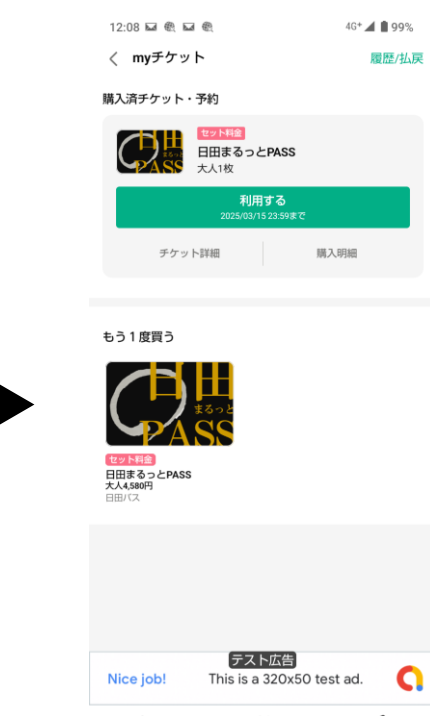 12:08
4G+ 99%
myチケット
履歴/払戻
購入済チケット・予約
日田
まるっと
PASS
セット料金
日田まるっとPASS
大人1枚
利用する
2025/03/15 23:59まで
チケット詳細
購入明細
もう1度買う
日田
まるっと
PASS
セット料金
日田まるっとPASS
大人4,580円
日田バス
テスト広告
Nice job!
This is a 320x50 test ad.